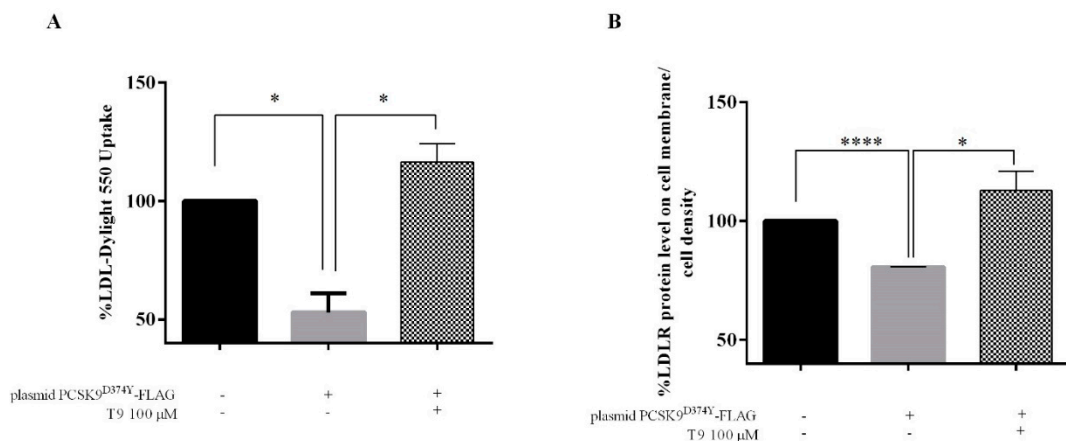 A
%LDL-Dylight 550 Uptake
150
100
50
*
*
plasmid PCSK9D374Y-FLAG - + +
T9 100 μM - - +
B
%LDLR protein level on cell membrane/
cell density
150
100
50
****
*
plasmid PCSK9D374Y-FLAG - + +
T9 100 μM - - +